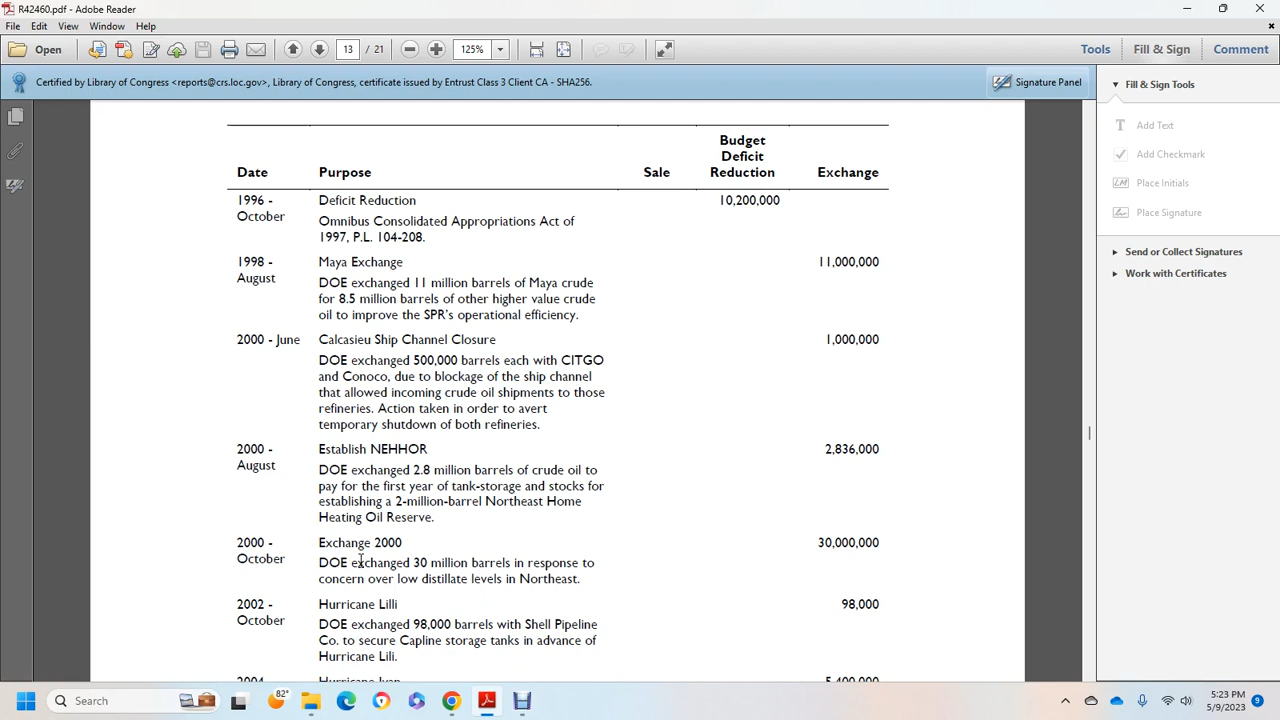 R42460.pdf - Adobe Reader
File Edit View Window Help
Open 13 / 21 125% Tools Fill & Sign Comment
Certified by Library of Congress <reports@crs.loc.gov>, Library of Congress, certificate issued by Entrust Class 3 Client CA - SHA256. Signature Panel
Fill & Sign Tools
T Add Text
Add Checkmark
Place Initials
Place Signature
Send or Collect Signatures
Work with Certificates
Date Purpose Sale Budget Deficit Reduction Exchange
1996 - October
Deficit Reduction 10,200,000
Omnibus Consolidated Appropriations Act of
1997, P.L. 104-208.
1998 - August
Maya Exchange 11,000,000
DOE exchanged 11 million barrels of Maya crude
for 8.5 million barrels of other higher value crude
oil to improve the SPR's operational efficiency.
2000 - June Calcasieu Ship Channel Closure 1,000,000
DOE exchanged 500,000 barrels each with CITGO
and Conoco, due to blockage of the ship channel
that allowed incoming crude oil shipments to those
refineries. Action taken in order to avert
temporary shutdown of both refineries.
2000 - August
Establish NEHHOR 2,836,000
DOE exchanged 2.8 million barrels of crude oil to
pay for the first year of tank-storage and stocks for
establishing a 2-million-barrel Northeast Home
Heating Oil Reserve.
2000 - October
Exchange 2000 30,000,000
DOE exchanged 30 million barrels in response to
concern over low distillate levels in Northeast.
2002 - October
Hurricane Lilli 98,000
DOE exchanged 98,000 barrels with Shell Pipeline
Co. to secure Capline storage tanks in advance of
Hurricane Lili.
2004 Hurricane Ivan 5,400,000
Search 82°
5:23 PM
5/9/2023 9